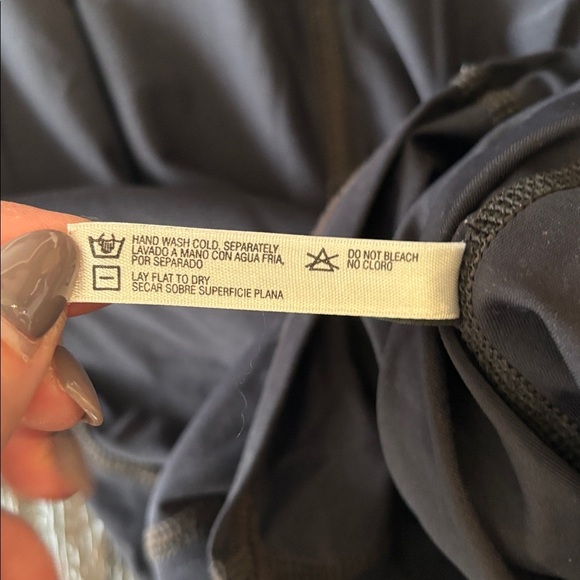 HAND WASH COLD, SEPARATELY
LAVADO A MANO CON AGUA FRIA,
POR SEPARADO
LAY FLAT TO DRY
SECAR SOBRE SUPERFICIE PLANA
DO NOT BLEACH
NO CLORO